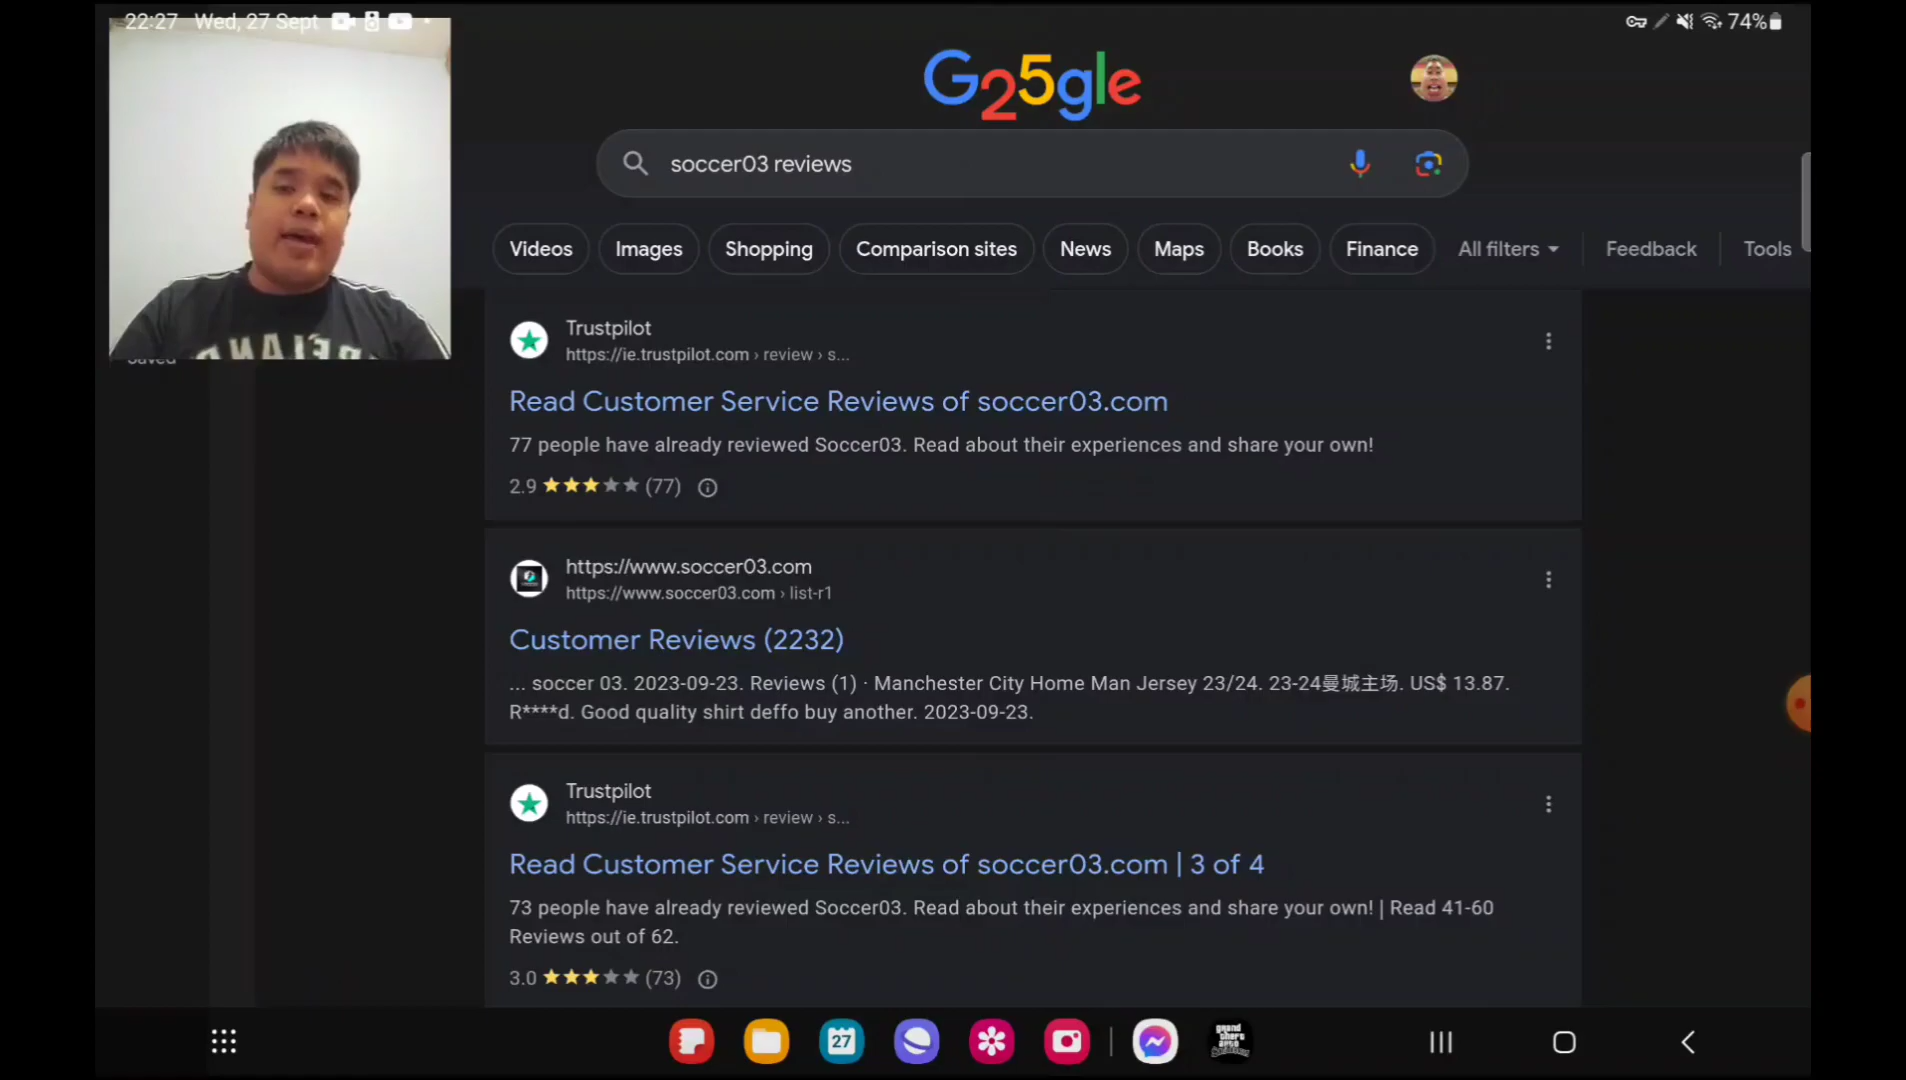 22:27 Wed, 27 Sept
74%
G25gle
soccer03 reviews
Videos
Images
Shopping
Comparison sites
News
Maps
Books
Finance
All filters
Feedback
Tools
Saved
Trustpilot
https://ie.trustpilot.com › review › s...
Read Customer Service Reviews of soccer03.com
77 people have already reviewed Soccer03. Read about their experiences and share your own!
2.9 (77)
https://www.soccer03.com
https://www.soccer03.com › list-r1
Customer Reviews (2232)
... soccer 03. 2023-09-23. Reviews (1) · Manchester City Home Man Jersey 23/24. 23-24曼城主场. US$ 13.87.
R****d. Good quality shirt deffo buy another. 2023-09-23.
Trustpilot
https://ie.trustpilot.com › review › s...
Read Customer Service Reviews of soccer03.com | 3 of 4
73 people have already reviewed Soccer03. Read about their experiences and share your own! | Read 41-60
Reviews out of 62.
3.0 (73)
27
grand
theft
auto